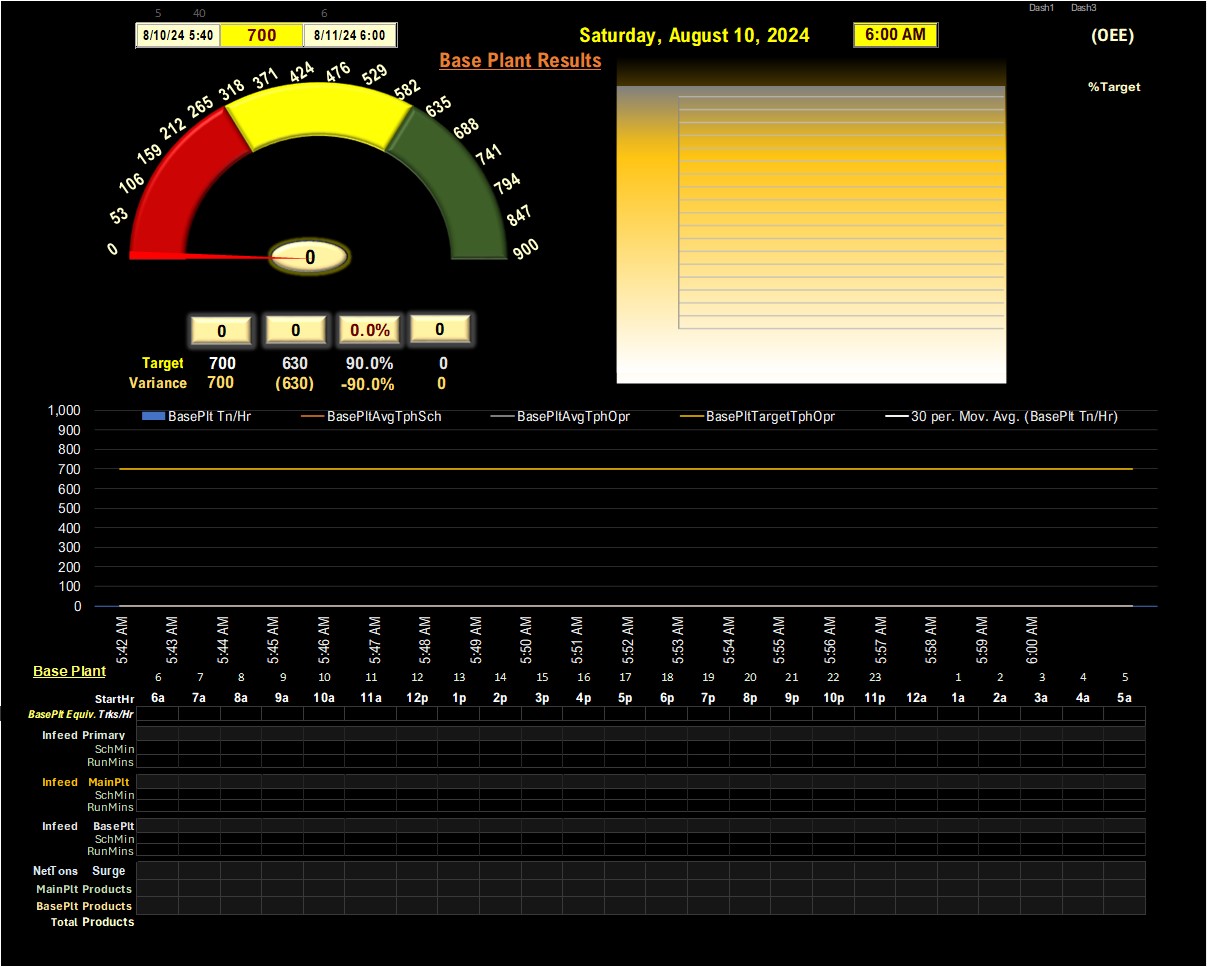 5 40 6 Dash1 Dash3
8/10/24 5:40 700 8/11/24 6:00 Saturday, August 10, 2024 6:00 AM (OEE)
Base Plant Results
%Target
0 53 106 159 212 265 318 371 424 476 529 582 635 688 741 794 847 900
0
0 0 0.0% 0
Target 700 630 90.0% 0
Variance 700 (630) -90.0% 0
BasePlt Tn/Hr BasePltAvgTphSch BasePltAvgTphOpr BasePltTargetTphOpr 30 per. Mov. Avg. (BasePlt Tn/Hr)
1,000
900
800
700
600
500
400
300
200
100
0
5:42 AM 5:43 AM 5:44 AM 5:45 AM 5:46 AM 5:47 AM 5:48 AM 5:49 AM 5:50 AM 5:51 AM 5:52 AM 5:53 AM 5:54 AM 5:55 AM 5:56 AM 5:57 AM 5:58 AM 5:59 AM 6:00 AM
Base Plant
6 7 8 9 10 11 12 13 14 15 16 17 18 19 20 21 22 23 1 2 3 4 5
StartHr 6a 7a 8a 9a 10a 11a 12p 1p 2p 3p 4p 5p 6p 7p 8p 9p 10p 11p 12a 1a 2a 3a 4a 5a
BasePlt Equiv. Trks/Hr
Infeed Primary
SchMin
RunMins
Infeed MainPlt
SchMin
RunMins
Infeed BasePlt
SchMin
RunMins
NetTons Surge
MainPlt Products
BasePlt Products
Total Products